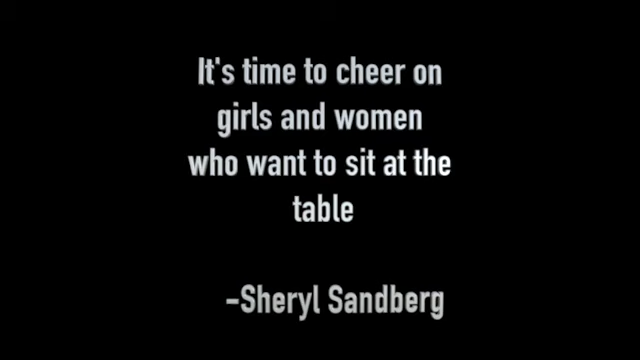 It's time to cheer on
girls and women
who want to sit at the
table
-Sheryl Sandberg